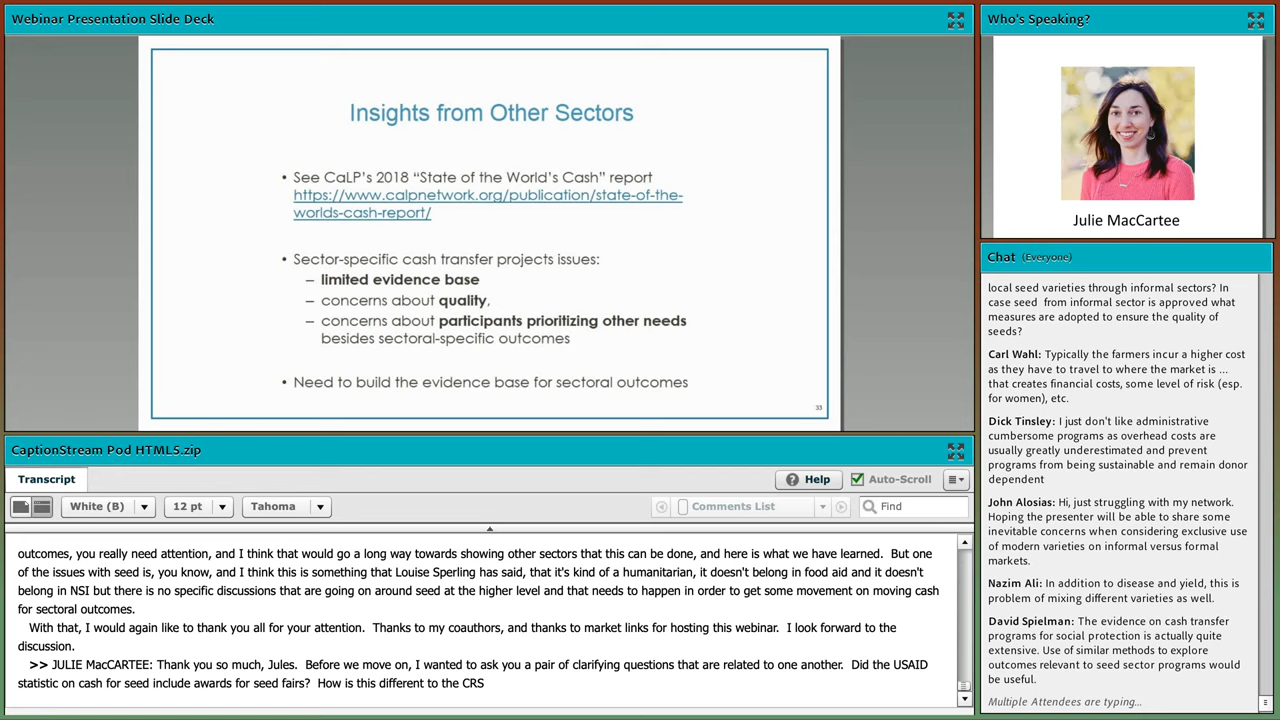 Webinar Presentation Slide Deck
Insights from Other Sectors
• See CaLP's 2018 “State of the World's Cash” report
https://www.calpnetwork.org/publication/state-of-the-
worlds-cash-report/
• Sector-specific cash transfer projects issues:
– limited evidence base
– concerns about quality,
– concerns about participants prioritizing other needs
besides sectoral-specific outcomes
• Need to build the evidence base for sectoral outcomes
33
Who's Speaking?
Julie MacCartee
Chat (Everyone)
local seed varieties through informal sectors? In
case seed from informal sector is approved what
measures are adopted to ensure the quality of
seeds?
Carl Wahl: Typically the farmers incur a higher cost
as they have to travel to where the market is ...
that creates financial costs, some level of risk (esp.
for women), etc.
Dick Tinsley: I just don't like administrative
cumbersome programs as overhead costs are
usually greatly underestimated and prevent
programs from being sustainable and remain donor
dependent
John Alosias: Hi, just struggling with my network.
Hoping the presenter will be able to share some
inevitable concerns when considering exclusive use
of modern varieties on informal versus formal
markets.
Nazim Ali: In addition to disease and yield, this is
problem of mixing different varieties as well.
David Spielman: The evidence on cash transfer
programs for social protection is actually quite
extensive. Use of similar methods to explore
outcomes relevant to seed sector programs would
be useful.
Multiple Attendees are typing...
CaptionStream Pod HTML5.zip
Transcript
Help
Auto-Scroll
White (B)
12 pt
Tahoma
Comments List
Find
outcomes, you really need attention, and I think that would go a long way towards showing other sectors that this can be done, and here is what we have learned. But one
of the issues with seed is, you know, and I think this is something that Louise Sperling has said, that it's kind of a humanitarian, it doesn't belong in food aid and it doesn't
belong in NSI but there is no specific discussions that are going on around seed at the higher level and that needs to happen in order to get some movement on moving cash
for sectoral outcomes.
With that, I would again like to thank you all for your attention. Thanks to my coauthors, and thanks to market links for hosting this webinar. I look forward to the
discussion.
>> JULIE MacCARTEE: Thank you so much, Jules. Before we move on, I wanted to ask you a pair of clarifying questions that are related to one another. Did the USAID
statistic on cash for seed include awards for seed fairs? How is this different to the CRS